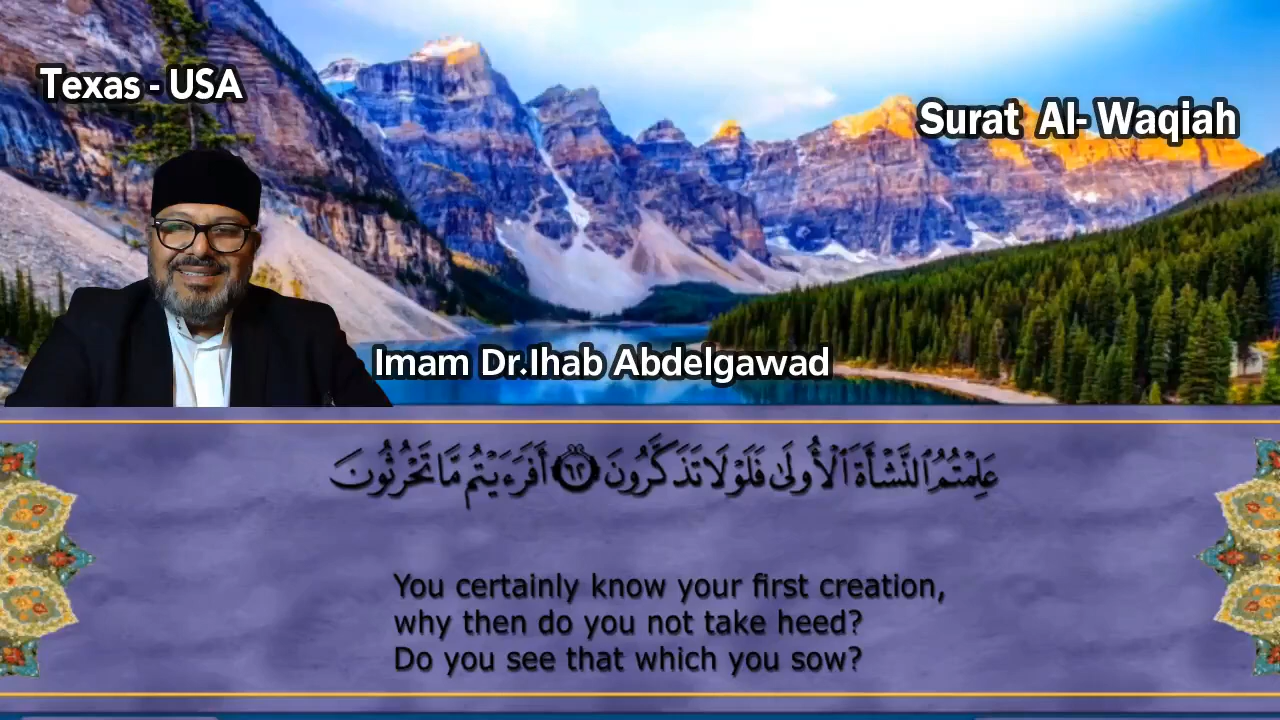 Texas - USA
Surat Al- Waqiah
Imam Dr.Ihab Abdelgawad
عَلِمْتُمُ ٱلنَّشْأَةَ ٱلْأُولَىٰ فَلَوْلَا تَذَكَّرُونَ ٦٢ أَفَرَءَيْتُم مَّا تَحْرُثُونَ
You certainly know your first creation,
why then do you not take heed?
Do you see that which you sow?